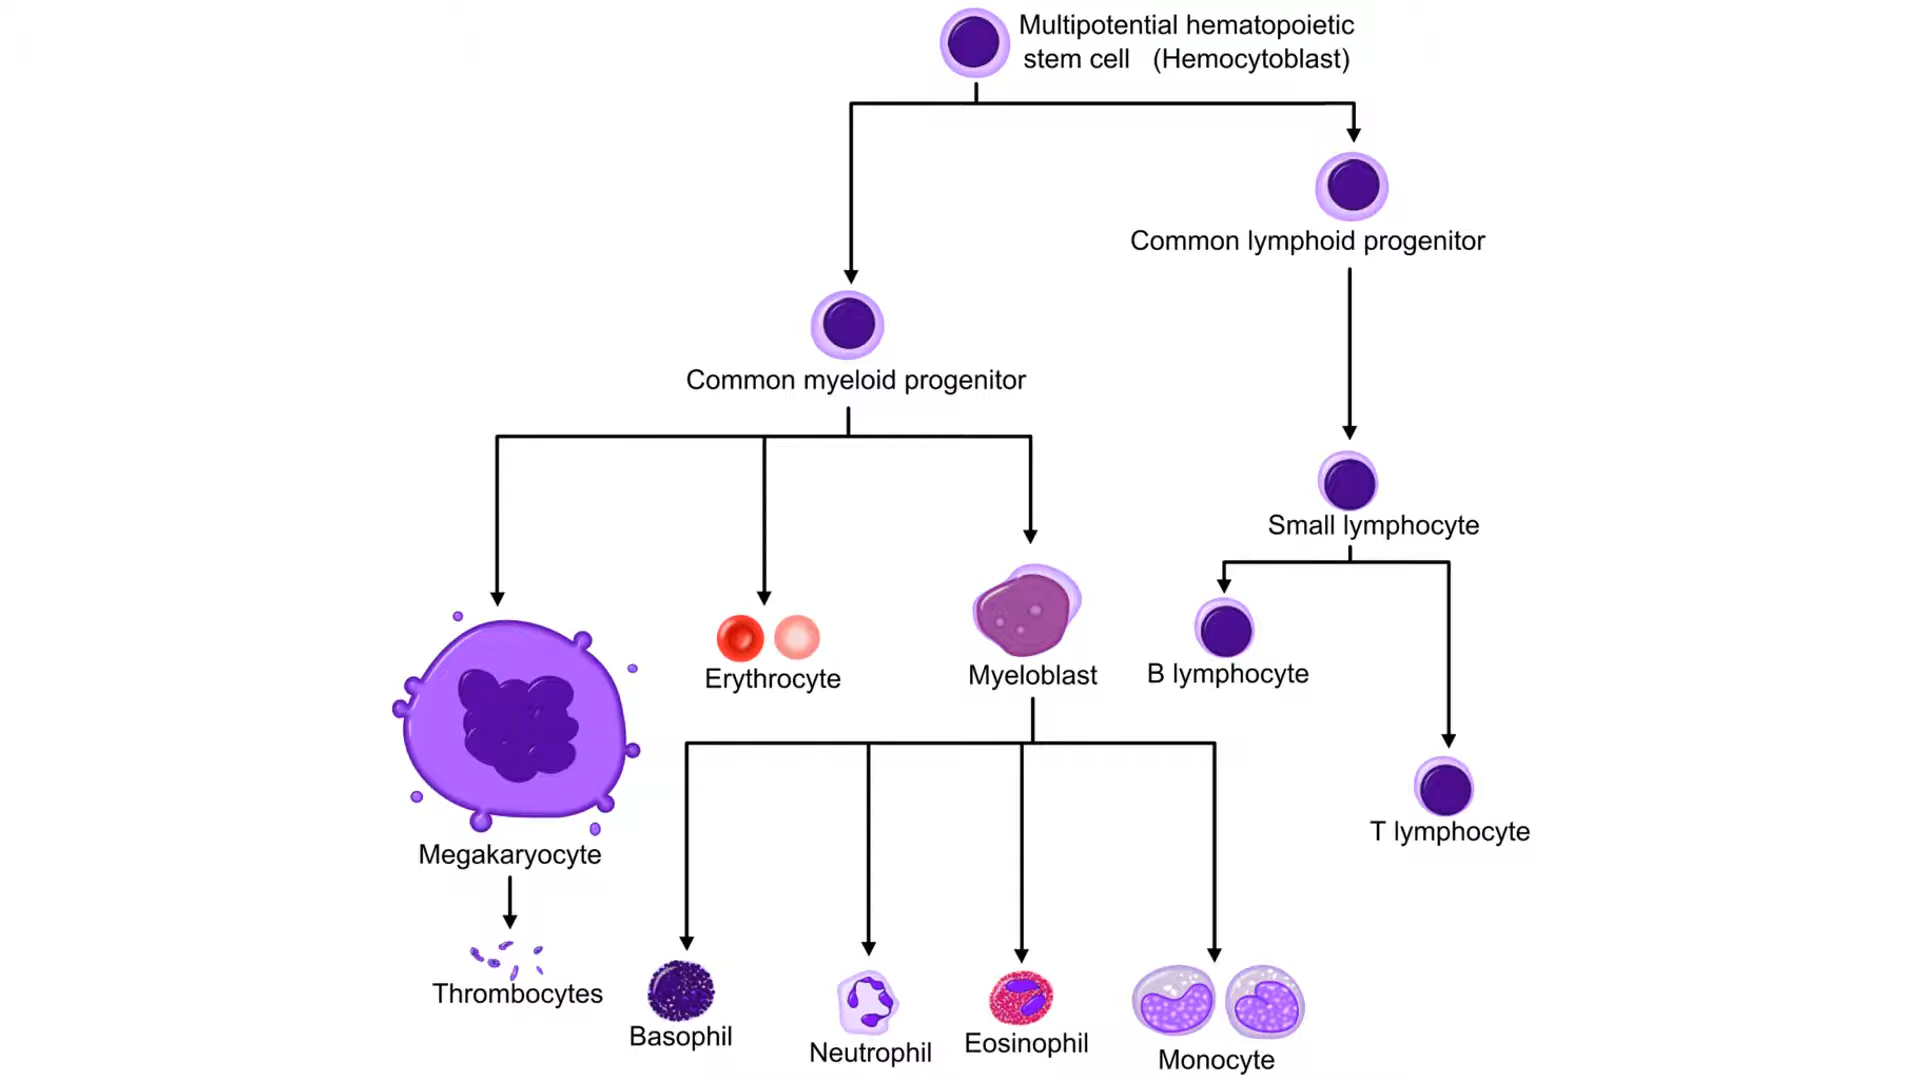 Multipotential hematopoietic
stem cell (Hemocytoblast)
Common lymphoid progenitor
Common myeloid progenitor
Small lymphocyte
Erythrocyte
Myeloblast
B lymphocyte
T lymphocyte
Megakaryocyte
Thrombocytes
Basophil
Neutrophil
Eosinophil
Monocyte